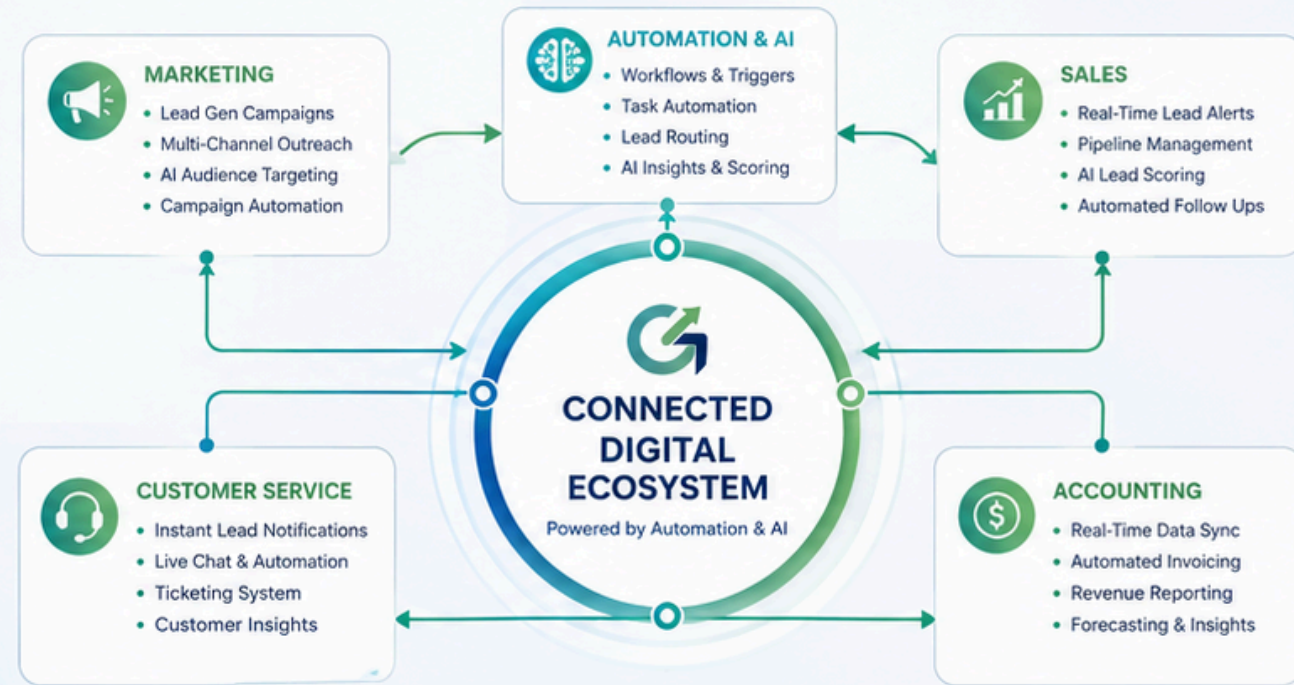 MARKETING
Lead Gen Campaigns
Multi-Channel Outreach
AI Audience Targeting
Campaign Automation
AUTOMATION & AI
Workflows & Triggers
Task Automation
Lead Routing
AI Insights & Scoring
SALES
Real-Time Lead Alerts
Pipeline Management
AI Lead Scoring
Automated Follow Ups
CONNECTED
DIGITAL
ECOSYSTEM
Powered by Automation & AI
CUSTOMER SERVICE
Instant Lead Notifications
Live Chat & Automation
Ticketing System
Customer Insights
$
ACCOUNTING
Real-Time Data Sync
Automated Invoicing
Revenue Reporting
Forecasting & Insights